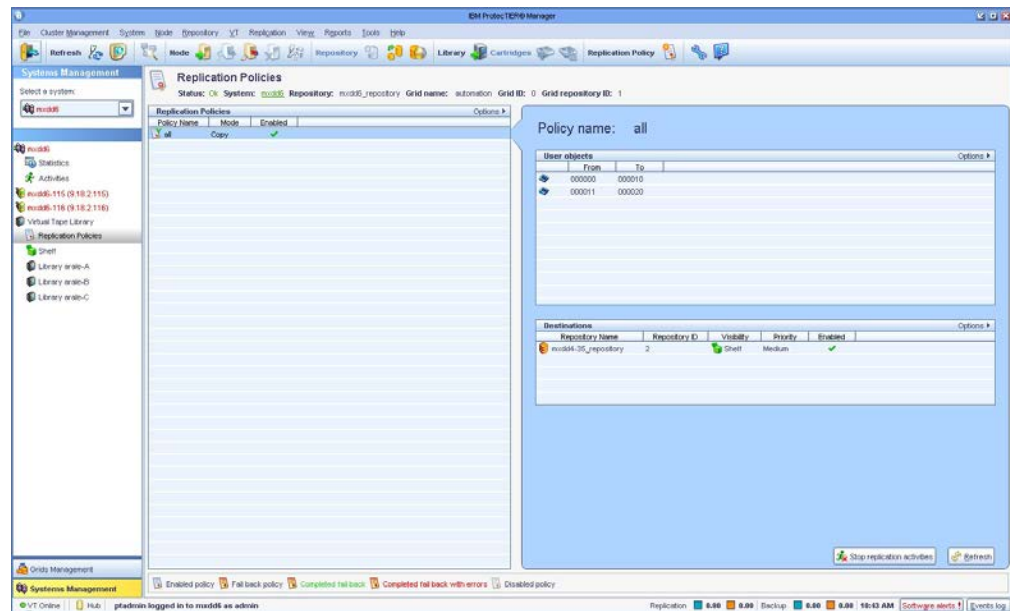 IBM ProtecTIER® Manager
File Cluster Management System Node Repository VT Replication View Reports Tools Help
Refresh Node Repository Library Cartridges Replication Policy
Systems Management
Select a system:
mxdd6
mxdd6
Statistics
Activities
mxdd6-115 (9.18.2.115)
mxdd6-116 (9.18.2.116)
Virtual Tape Library
Replication Policies
Shelf
Library arale-A
Library arale-B
Library arale-C
Grids Management
Systems Management
Replication Policies
Status: Ok System: mxdd6 Repository: mxdd6_repository Grid name: automation Grid ID: 0 Grid repository ID: 1
Replication Policies Options
Policy Name Mode Enabled
all Copy
Policy name: all
User objects Options
From To
000000 000010
000011 000020
Destinations Options
Repository Name Repository ID Visibility Priority Enabled
mxdd4-35_repository 2 Shelf Medium
Stop replication activities Refresh
Enabled policy Fail back policy Completed fail back Completed fail back with errors Disabled policy
VT Online Hub ptadmin logged in to mxdd6 as admin Replication 0.00 0.00 Backup 0.00 0.00 10:43 AM Software alerts ! Events log